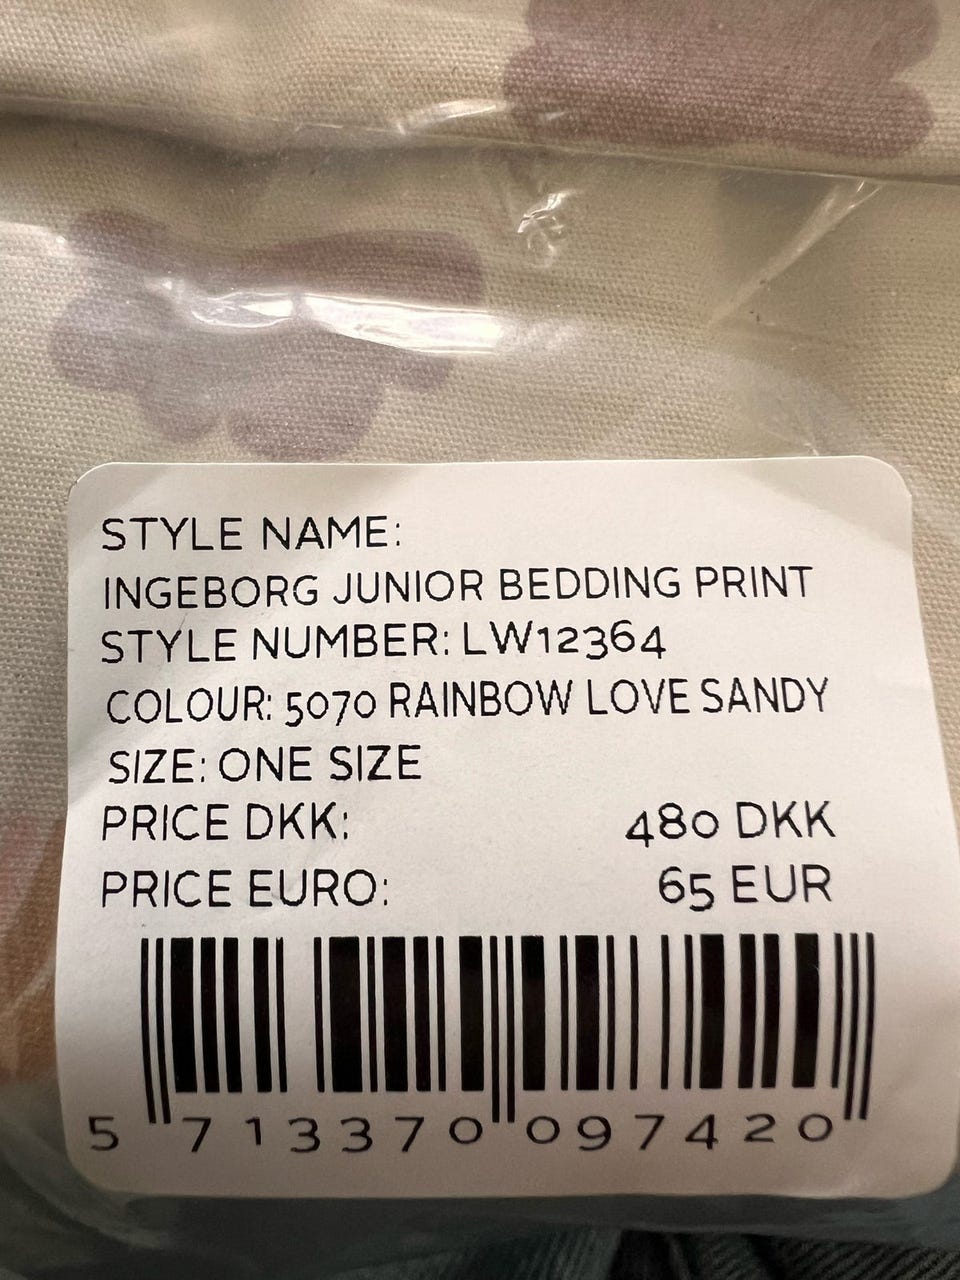 STYLE NAME:
INGEBORG JUNIOR BEDDING PRINT
STYLE NUMBER: LW12364
COLOUR: 5070 RAINBOW LOVE SANDY
SIZE: ONE SIZE
PRICE DKK: 480 DKK
PRICE EURO: 65 EUR
5 713370 097420